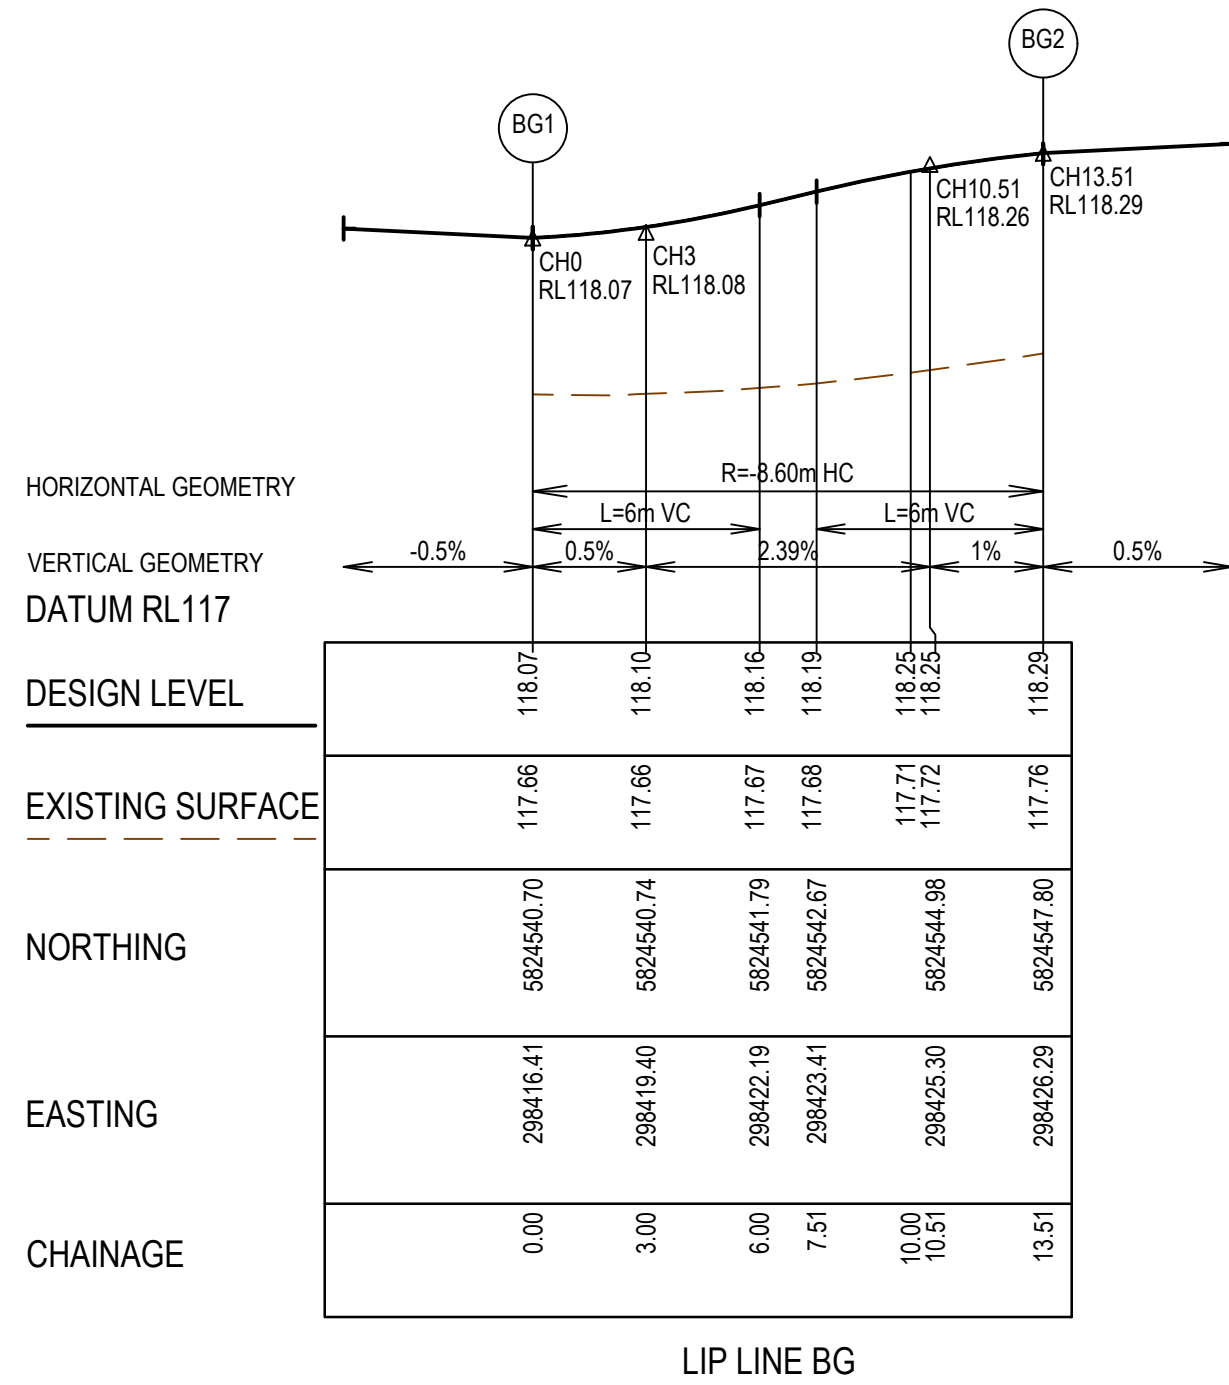 BG2
BG1
CH10.51
RL118.26
CH13.51
RL118.29
CH0
RL118.07
CH3
RL118.08
HORIZONTAL GEOMETRY
R=-8.60m HC
L=6m VC
L=6m VC
VERTICAL GEOMETRY
-0.5%
0.5%
2.39%
1%
0.5%
DATUM RL117
DESIGN LEVEL
118.07
118.10
118.16
118.19
118.25
118.25
118.29
EXISTING SURFACE
117.66
117.66
117.67
117.68
117.71
117.72
117.76
NORTHING
5824540.70
5824540.74
5824541.79
5824542.67
5824544.98
5824547.80
EASTING
298416.41
298419.40
298422.19
298423.41
298425.30
298426.29
CHAINAGE
0.00
3.00
6.00
7.51
10.00
10.51
13.51
LIP LINE BG